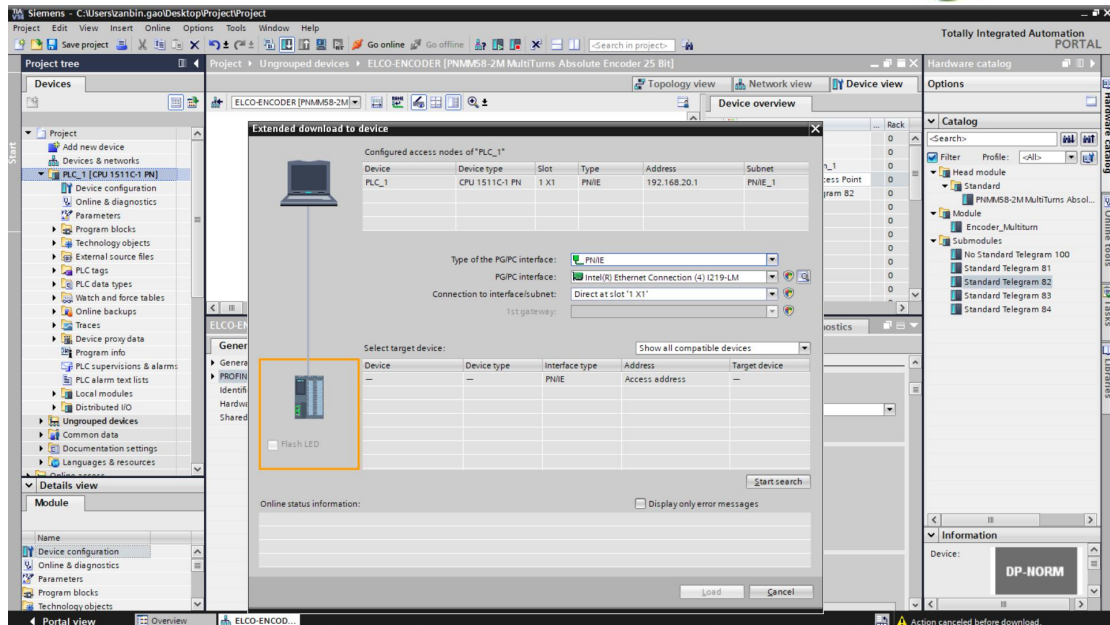 Siemens - C:\Users\zanbin.gao\Desktop\Project\Project
Project Edit View Insert Online Options Tools Window Help
Totally Integrated Automation
PORTAL
Save project
Go online Go offline
<Search in project>
Project tree
Project Ungrouped devices ELCO-ENCODER [PNMM58-2M MultiTurns Absolute Encoder 25 Bit]
Hardware catalog
Devices
Topology view Network view Device view
Options
ELCO-ENCODER [PNMM58-2M
Device overview
Rack
Catalog
<Search>
Filter Profile: <All>
Head module
Standard
PNMM58-2M MultiTurns Absol...
Module
Encoder_Multiturn
Submodules
No Standard Telegram 100
Standard Telegram 81
Standard Telegram 82
Standard Telegram 83
Standard Telegram 84
Start
Project
Add new device
Devices & networks
PLC_1 [CPU 1511C-1 PN]
Device configuration
Online & diagnostics
Parameters
Program blocks
Technology objects
External source files
PLC tags
PLC data types
Watch and force tables
Online backups
Traces
Device proxy data
Program info
PLC supervisions & alarms
PLC alarm text lists
Local modules
Distributed I/O
Ungrouped devices
Common data
Documentation settings
Languages & resources
Online access
Details view
Module
Name
Device configuration
Online & diagnostics
Parameters
Program blocks
Technology objects
Extended download to device
Configured access nodes of "PLC_1"
Device Device type Slot Type Address Subnet
PLC_1 CPU 1511C-1 PN 1 X1 PN/IE 192.168.20.1 PN/IE_1
Type of the PG/PC interface: PN/IE
PG/PC interface: Intel(R) Ethernet Connection (4) I219-LM
Connection to interface/subnet: Direct at slot '1 X1'
1st gateway:
Select target device: Show all compatible devices
Device Device type Interface type Address Target device
— — PN/IE Access address —
Flash LED
Start search
Online status information: Display only error messages
Load Cancel
Hardware catalog
Online tools
Tasks
Libraries
Information
Device:
DP-NORM
Portal view Overview ELCO-ENCOD...
Action canceled before download.